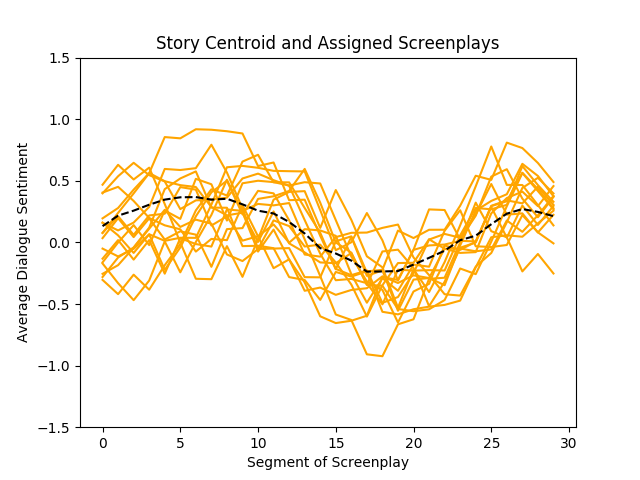 Story Centroid and Assigned Screenplays
1.5
1.0
0.5
0.0
−0.5
−1.0
−1.5
Average Dialogue Sentiment
0 5 10 15 20 25 30
Segment of Screenplay